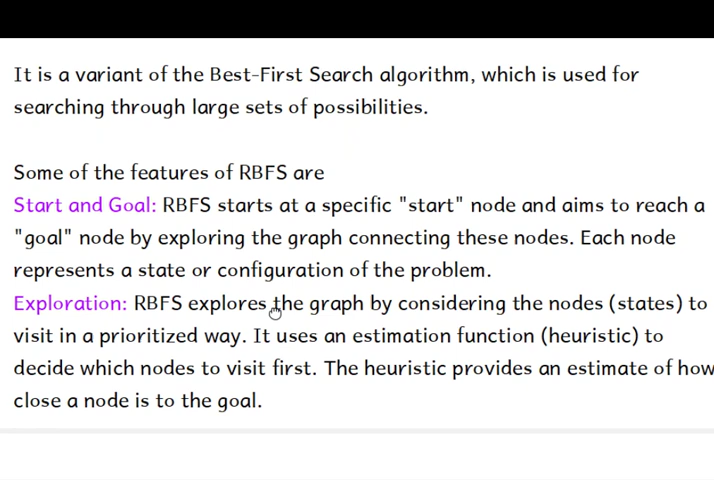 It is a variant of the Best-First Search algorithm, which is used for
searching through large sets of possibilities.
Some of the features of RBFS are
Start and Goal: RBFS starts at a specific "start" node and aims to reach a
"goal" node by exploring the graph connecting these nodes. Each node
represents a state or configuration of the problem.
Exploration: RBFS explores the graph by considering the nodes (states) to
visit in a prioritized way. It uses an estimation function (heuristic) to
decide which nodes to visit first. The heuristic provides an estimate of how
close a node is to the goal.